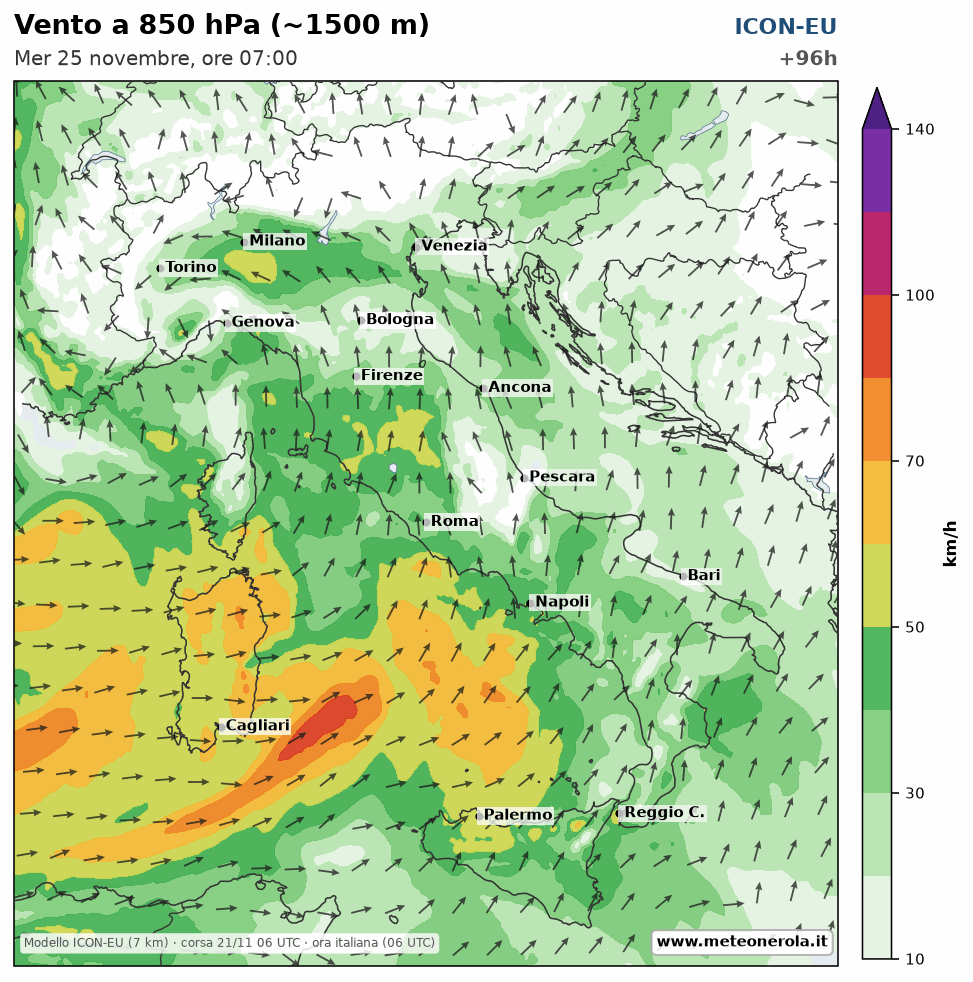 Vento a 850 hPa (~1500 m)
ICON-EU
Mer 25 novembre, ore 07:00
+96h
Milano
Venezia
Torino
Genova
Bologna
Firenze
Ancona
Pescara
Roma
Bari
Napoli
Cagliari
Palermo
Reggio C.
140
100
70
50
30
10
km/h
Modello ICON-EU (7 km) · corsa 21/11 06 UTC · ora italiana (06 UTC)
www.meteonerola.it